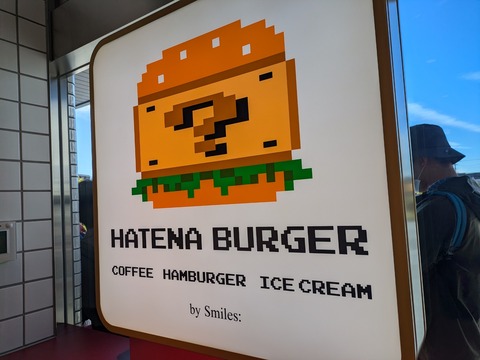 HATENA BURGER
COFFEE HAMBURGER ICE CREAM
by Smiles: